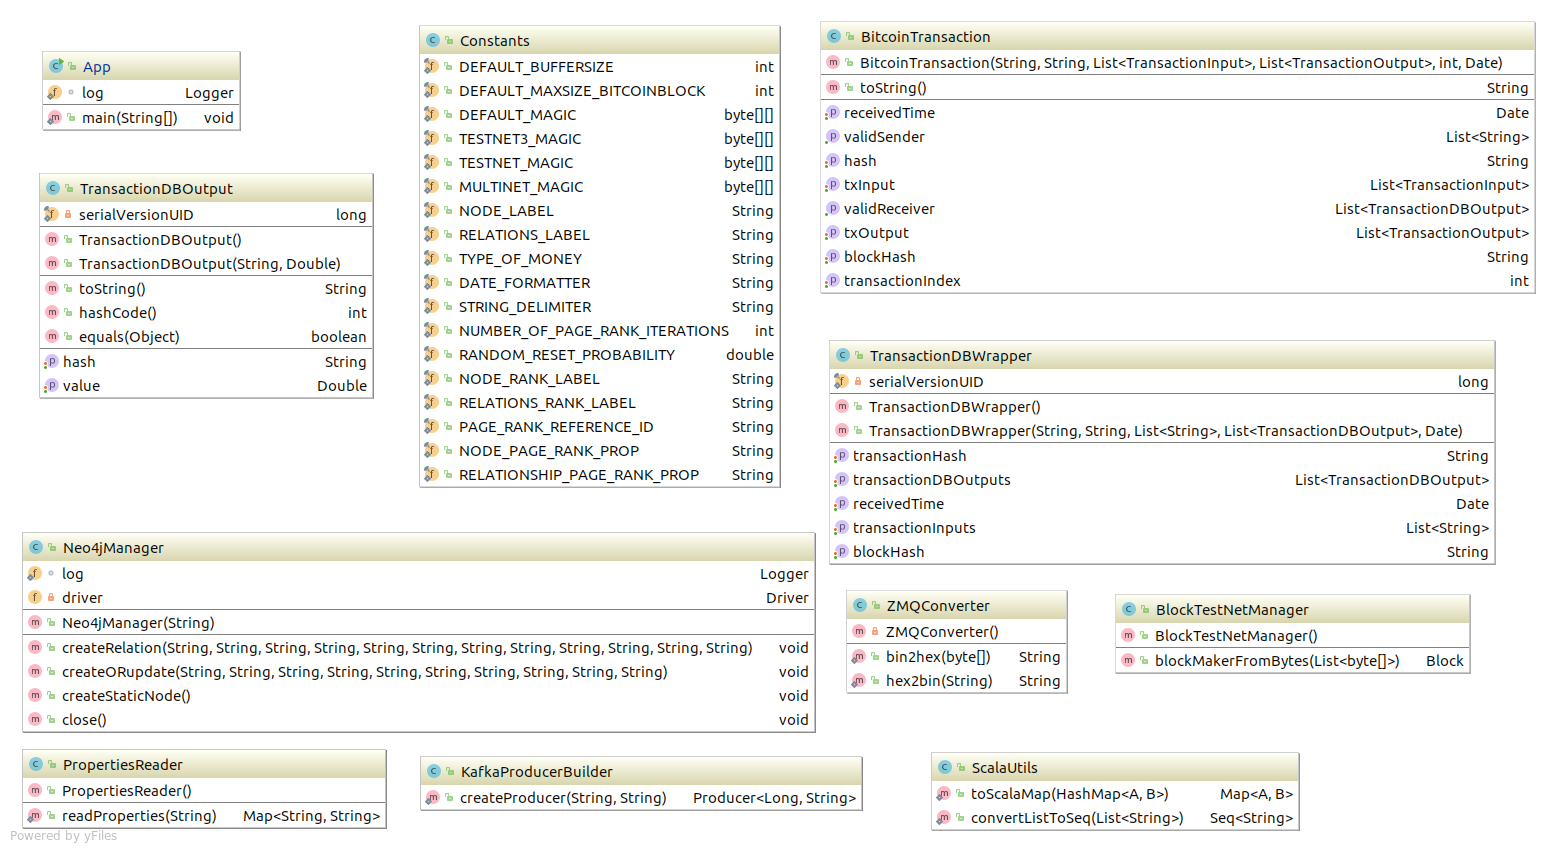 App
log Logger
main(String[]) void
TransactionDBOutput
serialVersionUID long
TransactionDBOutput()
TransactionDBOutput(String, Double)
toString() String
hashCode() int
equals(Object) boolean
hash String
value Double
Constants
DEFAULT_BUFFERSIZE int
DEFAULT_MAXSIZE_BITCOINBLOCK int
DEFAULT_MAGIC byte[][]
TESTNET3_MAGIC byte[][]
TESTNET_MAGIC byte[][]
MULTINET_MAGIC byte[][]
NODE_LABEL String
RELATIONS_LABEL String
TYPE_OF_MONEY String
DATE_FORMATTER String
STRING_DELIMITER String
NUMBER_OF_PAGE_RANK_ITERATIONS int
RANDOM_RESET_PROBABILITY double
NODE_RANK_LABEL String
RELATIONS_RANK_LABEL String
PAGE_RANK_REFERENCE_ID String
NODE_PAGE_RANK_PROP String
RELATIONSHIP_PAGE_RANK_PROP String
BitcoinTransaction
BitcoinTransaction(String, String, List<TransactionInput>, List<TransactionOutput>, int, Date)
toString() String
receivedTime Date
validSender List<String>
hash String
txInput List<TransactionInput>
validReceiver List<TransactionDBOutput>
txOutput List<TransactionOutput>
blockHash String
transactionIndex int
TransactionDBWrapper
serialVersionUID long
TransactionDBWrapper()
TransactionDBWrapper(String, String, List<String>, List<TransactionDBOutput>, Date)
transactionHash String
transactionDBOutputs List<TransactionDBOutput>
receivedTime Date
transactionInputs List<String>
blockHash String
Neo4jManager
log Logger
driver Driver
Neo4jManager(String)
createRelation(String, String, String, String, String, String, String, String, String, String, String, String) void
createORupdate(String, String, String, String, String, String, String, String, String, String) void
createStaticNode() void
close() void
ZMQConverter
ZMQConverter()
bin2hex(byte[]) String
hex2bin(String) String
BlockTestNetManager
BlockTestNetManager()
blockMakerFromBytes(List<byte[]>) Block
PropertiesReader
PropertiesReader()
readProperties(String) Map<String, String>
KafkaProducerBuilder
createProducer(String, String) Producer<Long, String>
ScalaUtils
toScalaMap(HashMap<A, B>) Map<A, B>
convertListToSeq(List<String>) Seq<String>
Powered by yFiles